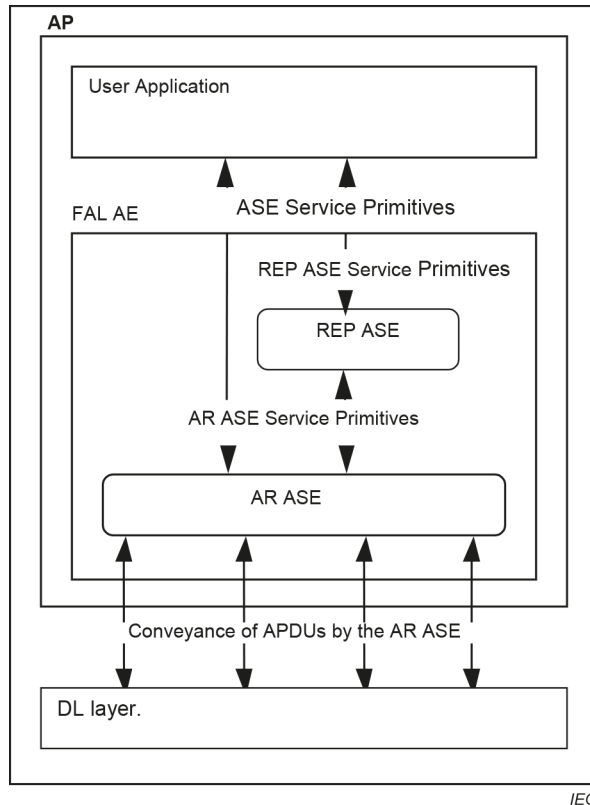 AP
User Application
ASE Service Primitives
FAL AE
REP ASE Service Primitives
REP ASE
AR ASE Service Primitives
AR ASE
Conveyance of APDUs by the AR ASE
DL layer.
IEC